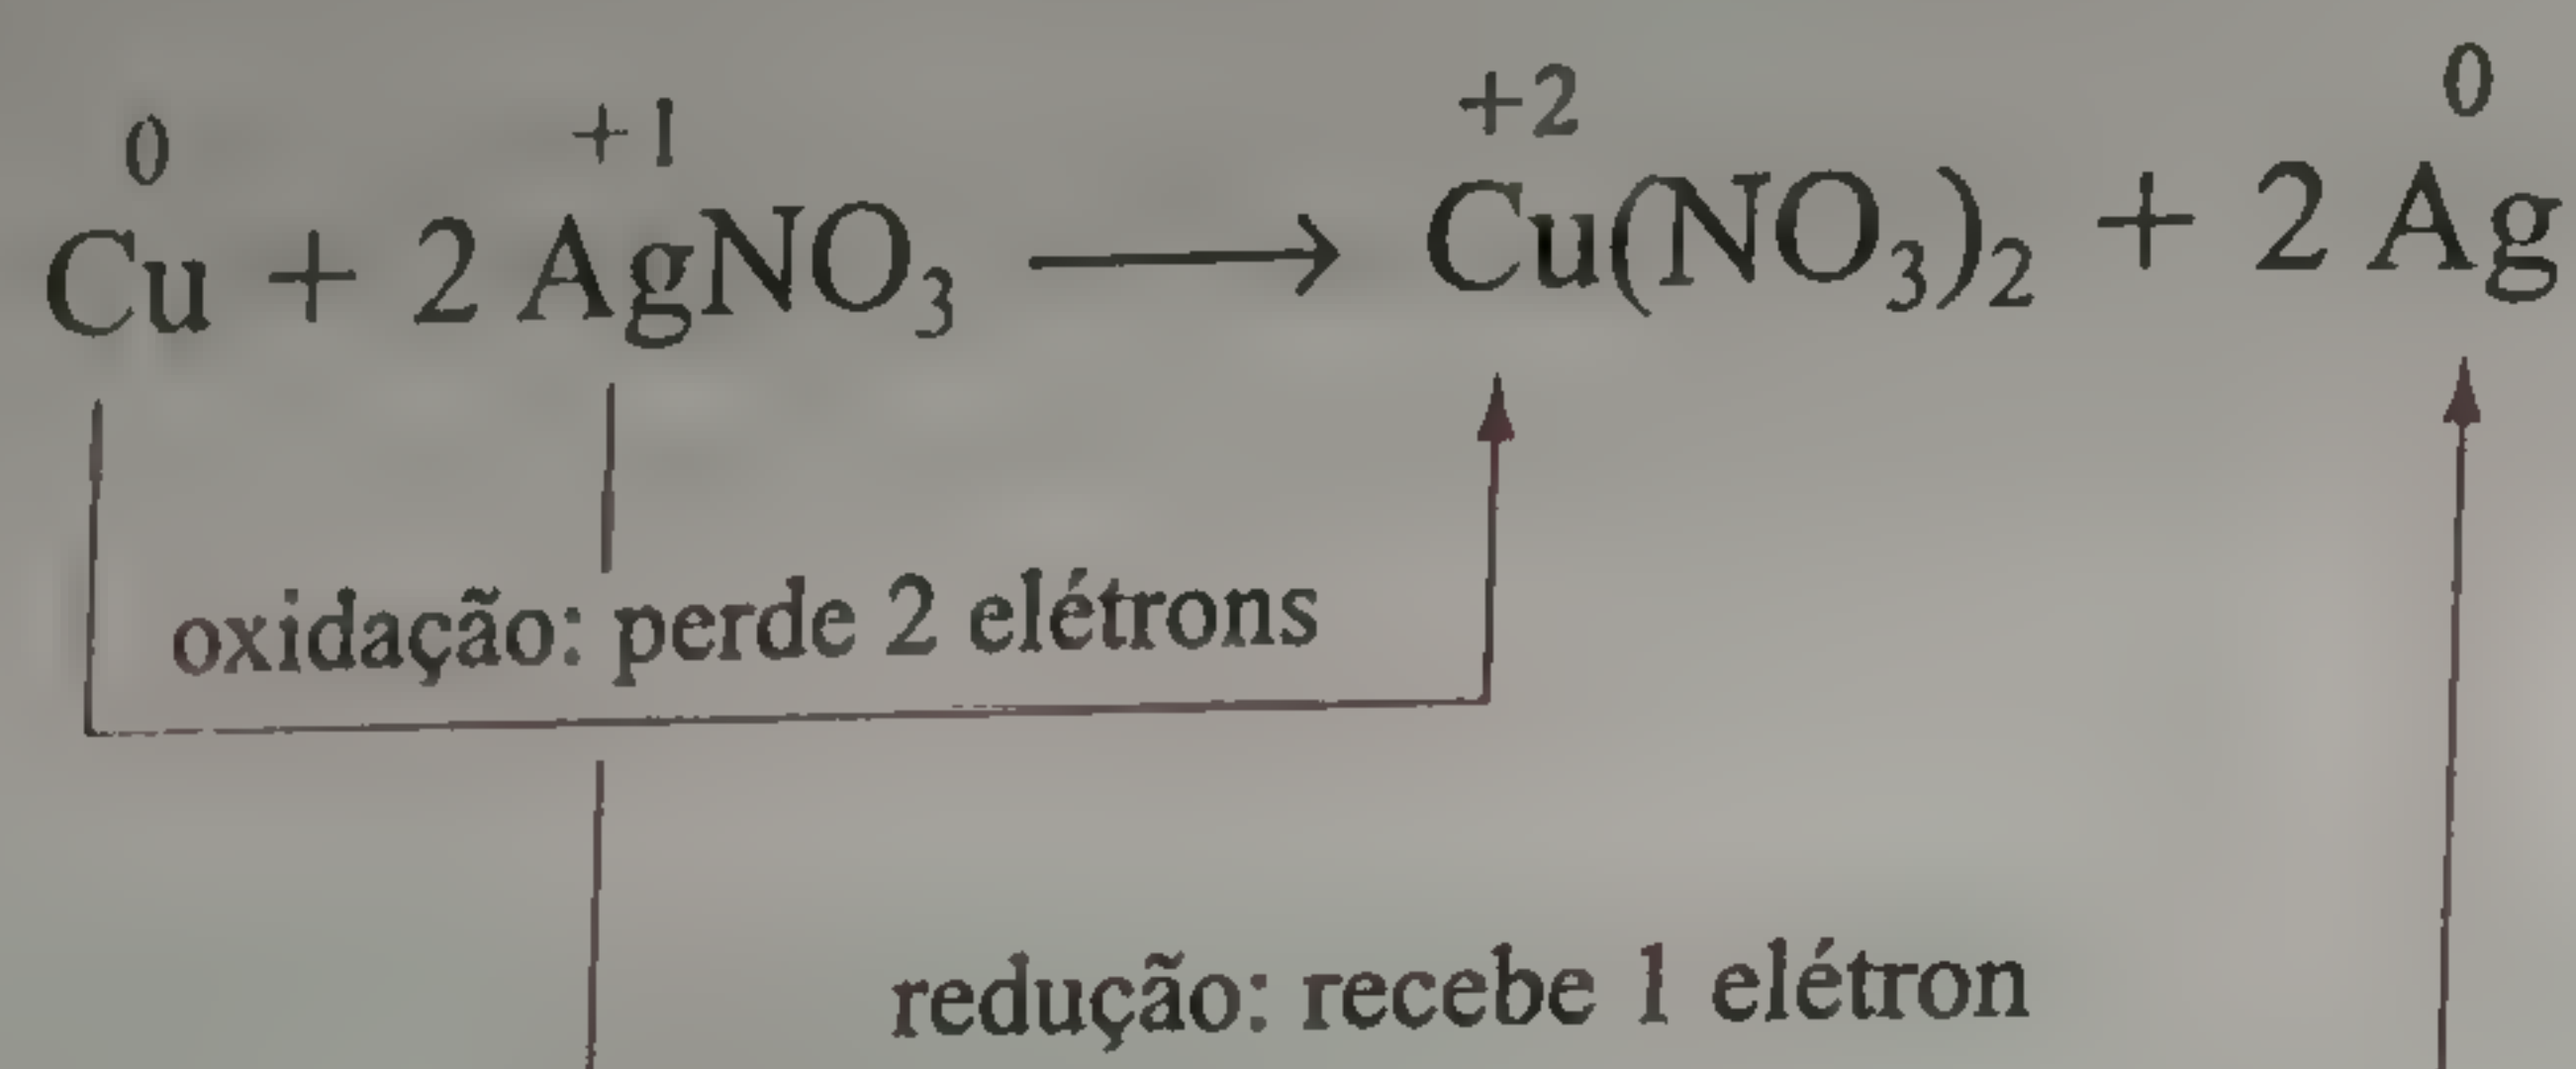 0 +1 +2 0
Cu + 2 AgNO₃ → Cu(NO₃)₂ + 2 Ag
oxidação: perde 2 elétrons
redução: recebe 1 elétron